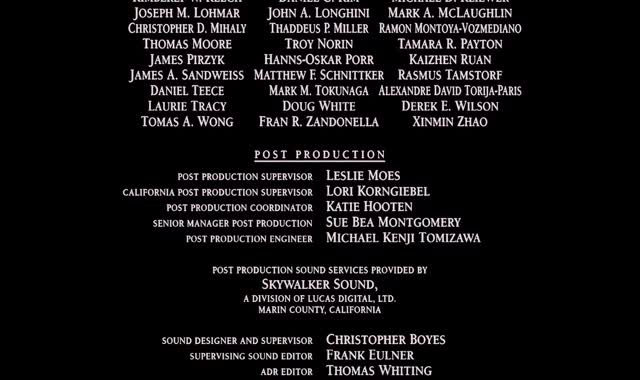 JOSEPH M. LOHMAR JOHN A. LONGHINI MARK A. MCLAUGHLIN
CHRISTOPHER D. MIHALY THADDEUS P. MILLER RAMON MONTOYA-VOZMEDIANO
THOMAS MOORE TROY NORIN TAMARA R. PAYTON
JAMES PIRZYK HANNS-OSKAR PORR KAIZHEN RUAN
JAMES A. SANDWEISS MATTHEW F. SCHNITTKER RASMUS TAMSTORF
DANIEL TEECE MARK M. TOKUNAGA ALEXANDRE DAVID TORIJA-PARIS
LAURIE TRACY DOUG WHITE DEREK E. WILSON
TOMAS A. WONG FRAN R. ZANDONELLA XINMIN ZHAO
POST PRODUCTION
POST PRODUCTION SUPERVISOR LESLIE MOES
CALIFORNIA POST PRODUCTION SUPERVISOR LORI KORNGIEBEL
POST PRODUCTION COORDINATOR KATIE HOOTEN
SENIOR MANAGER POST PRODUCTION SUE BEA MONTGOMERY
POST PRODUCTION ENGINEER MICHAEL KENJI TOMIZAWA
POST PRODUCTION SOUND SERVICES PROVIDED BY
SKYWALKER SOUND,
A DIVISION OF LUCAS DIGITAL, LTD.
MARIN COUNTY, CALIFORNIA
SOUND DESIGNER AND SUPERVISOR CHRISTOPHER BOYES
SUPERVISING SOUND EDITOR FRANK EULNER
ADR EDITOR THOMAS WHITING